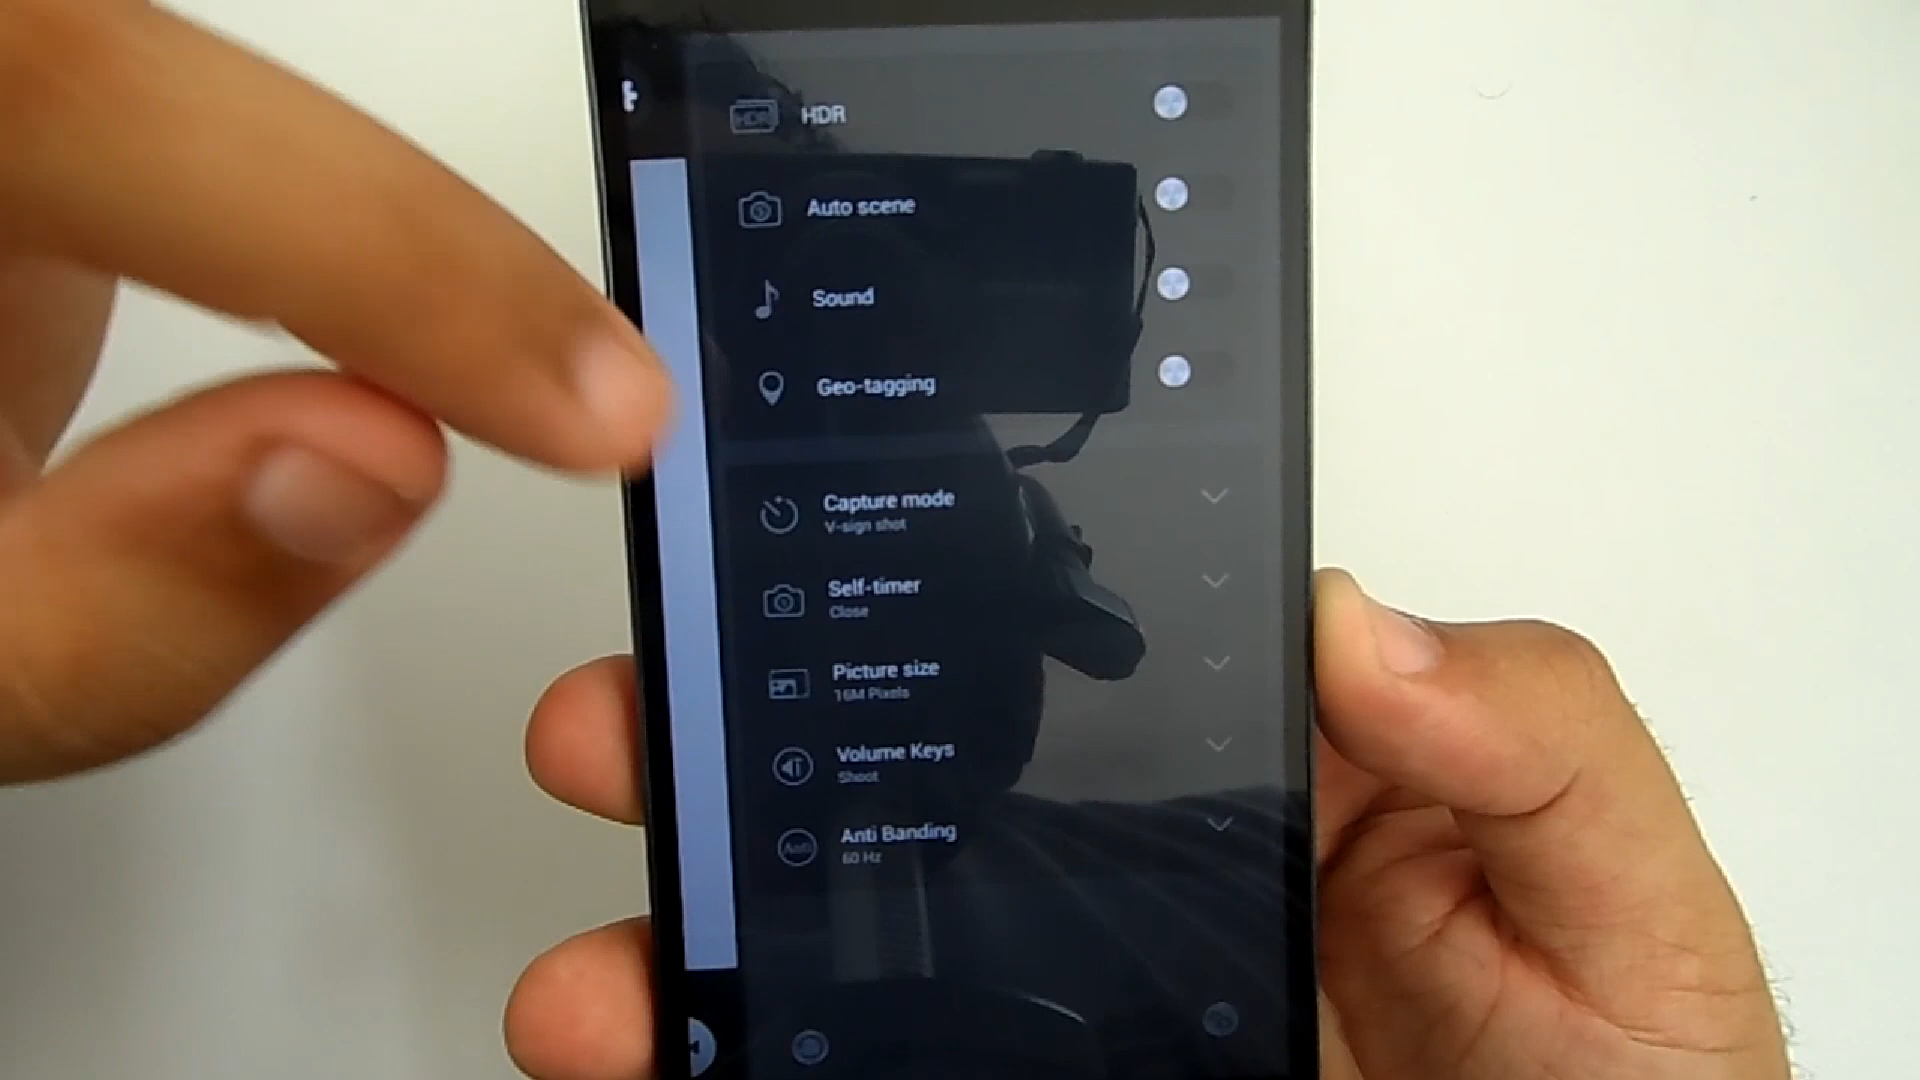 HDR HDR
Auto scene
Sound
Geo-tagging
Capture mode
V-sign shot
Self-timer
Close
Picture size
16M Pixels
Volume Keys
Shoot
Anti Anti Banding
60 Hz